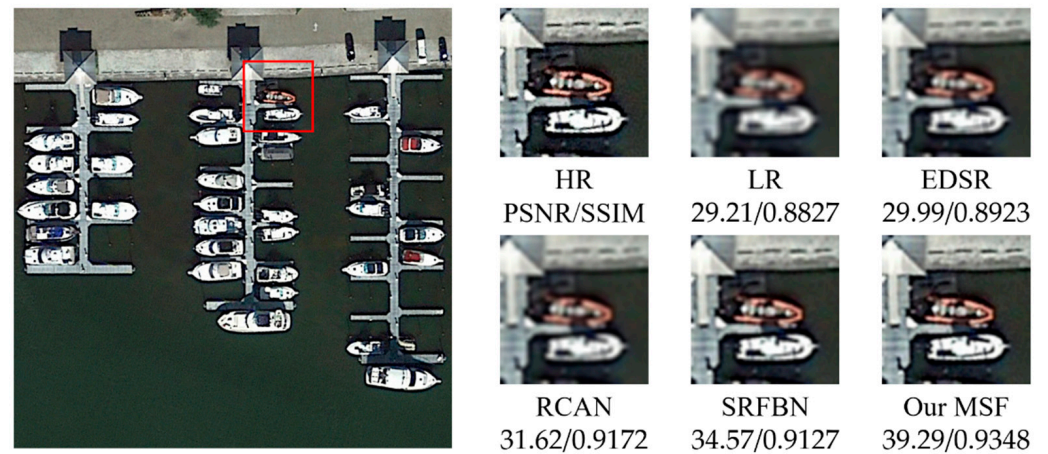 HR
PSNR/SSIM
LR
29.21/0.8827
EDSR
29.99/0.8923
RCAN
31.62/0.9172
SRFBN
34.57/0.9127
Our MSF
39.29/0.9348